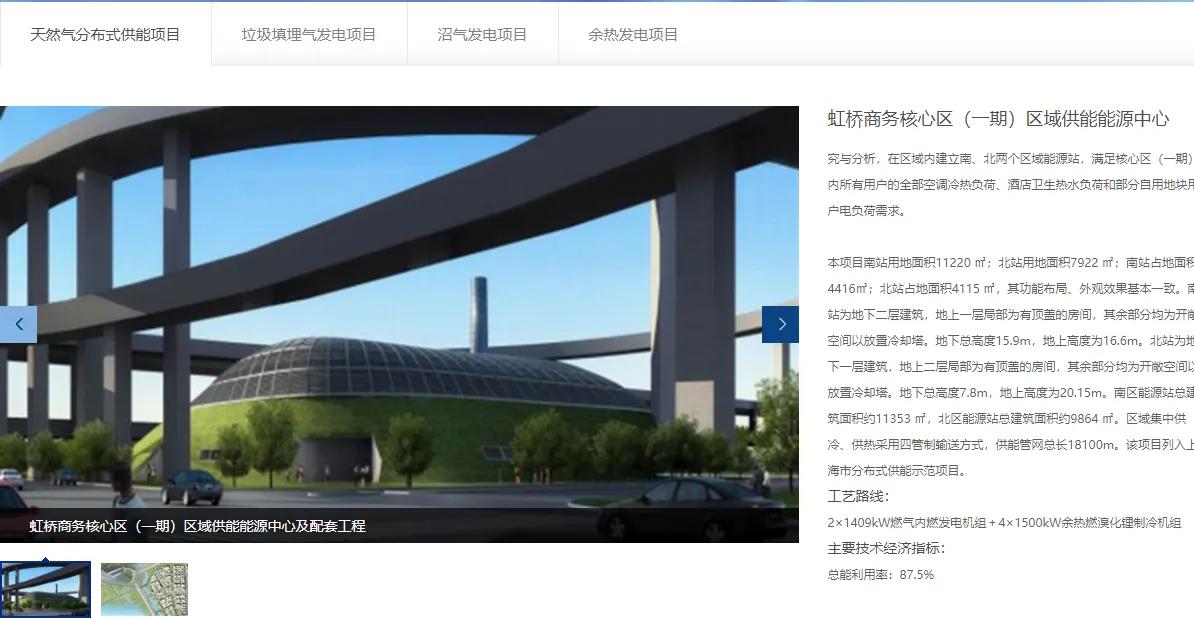 天然气分布式供能项目
垃圾填埋气发电项目
沼气发电项目
余热发电项目
虹桥商务核心区（一期）区域供能能源中心及配套工程
虹桥商务核心区（一期）区域供能能源中心
究与分析，在区域内建立南、北两个区域能源站，满足核心区（一期）
内所有用户的全部空调冷热负荷、酒店卫生热水负荷和部分自用地块用
户电负荷需求。
本项目南站用地面积11220 ㎡；北站用地面积7922 ㎡；南站占地面积
4416㎡；北站占地面积4115 ㎡，其功能布局、外观效果基本一致。南
站为地下二层建筑，地上一层局部为有顶盖的房间，其余部分均为开敞
空间以放置冷却塔。地下总高度15.9m，地上高度为16.6m。北站为地
下一层建筑，地上二层局部为有顶盖的房间，其余部分均为开敞空间以
放置冷却塔。地下总高度7.8m，地上高度为20.15m。南区能源站总建
筑面积约11353 ㎡，北区能源站总建筑面积约9864 ㎡。区域集中供
冷、供热采用四管制输送方式，供能管网总长18100m。该项目列入上
海市分布式供能示范项目。
工艺路线：
2×1409kW燃气内燃发电机组＋4×1500kW余热燃溴化锂制冷机组
主要技术经济指标：
总能利用率：87.5%